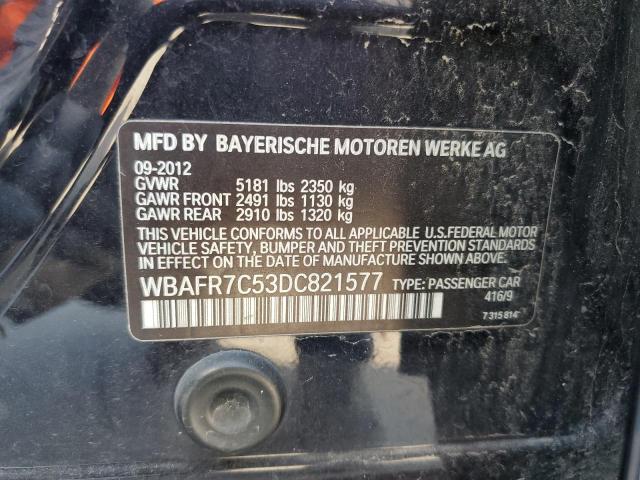 MFD BY BAYERISCHE MOTOREN WERKE AG
09-2012
GVWR 5181 lbs 2350 kg
GAWR FRONT 2491 lbs 1130 kg
GAWR REAR 2910 lbs 1320 kg
THIS VEHICLE CONFORMS TO ALL APPLICABLE U.S.FEDERAL MOTOR
VEHICLE SAFETY, BUMPER AND THEFT PREVENTION STANDARDS
IN EFFECT ON THE DATE OF MANUFACTURE SHOWN ABOVE.
WBAFR7C53DC821577 TYPE: PASSENGER CAR
416/9
7 315 814